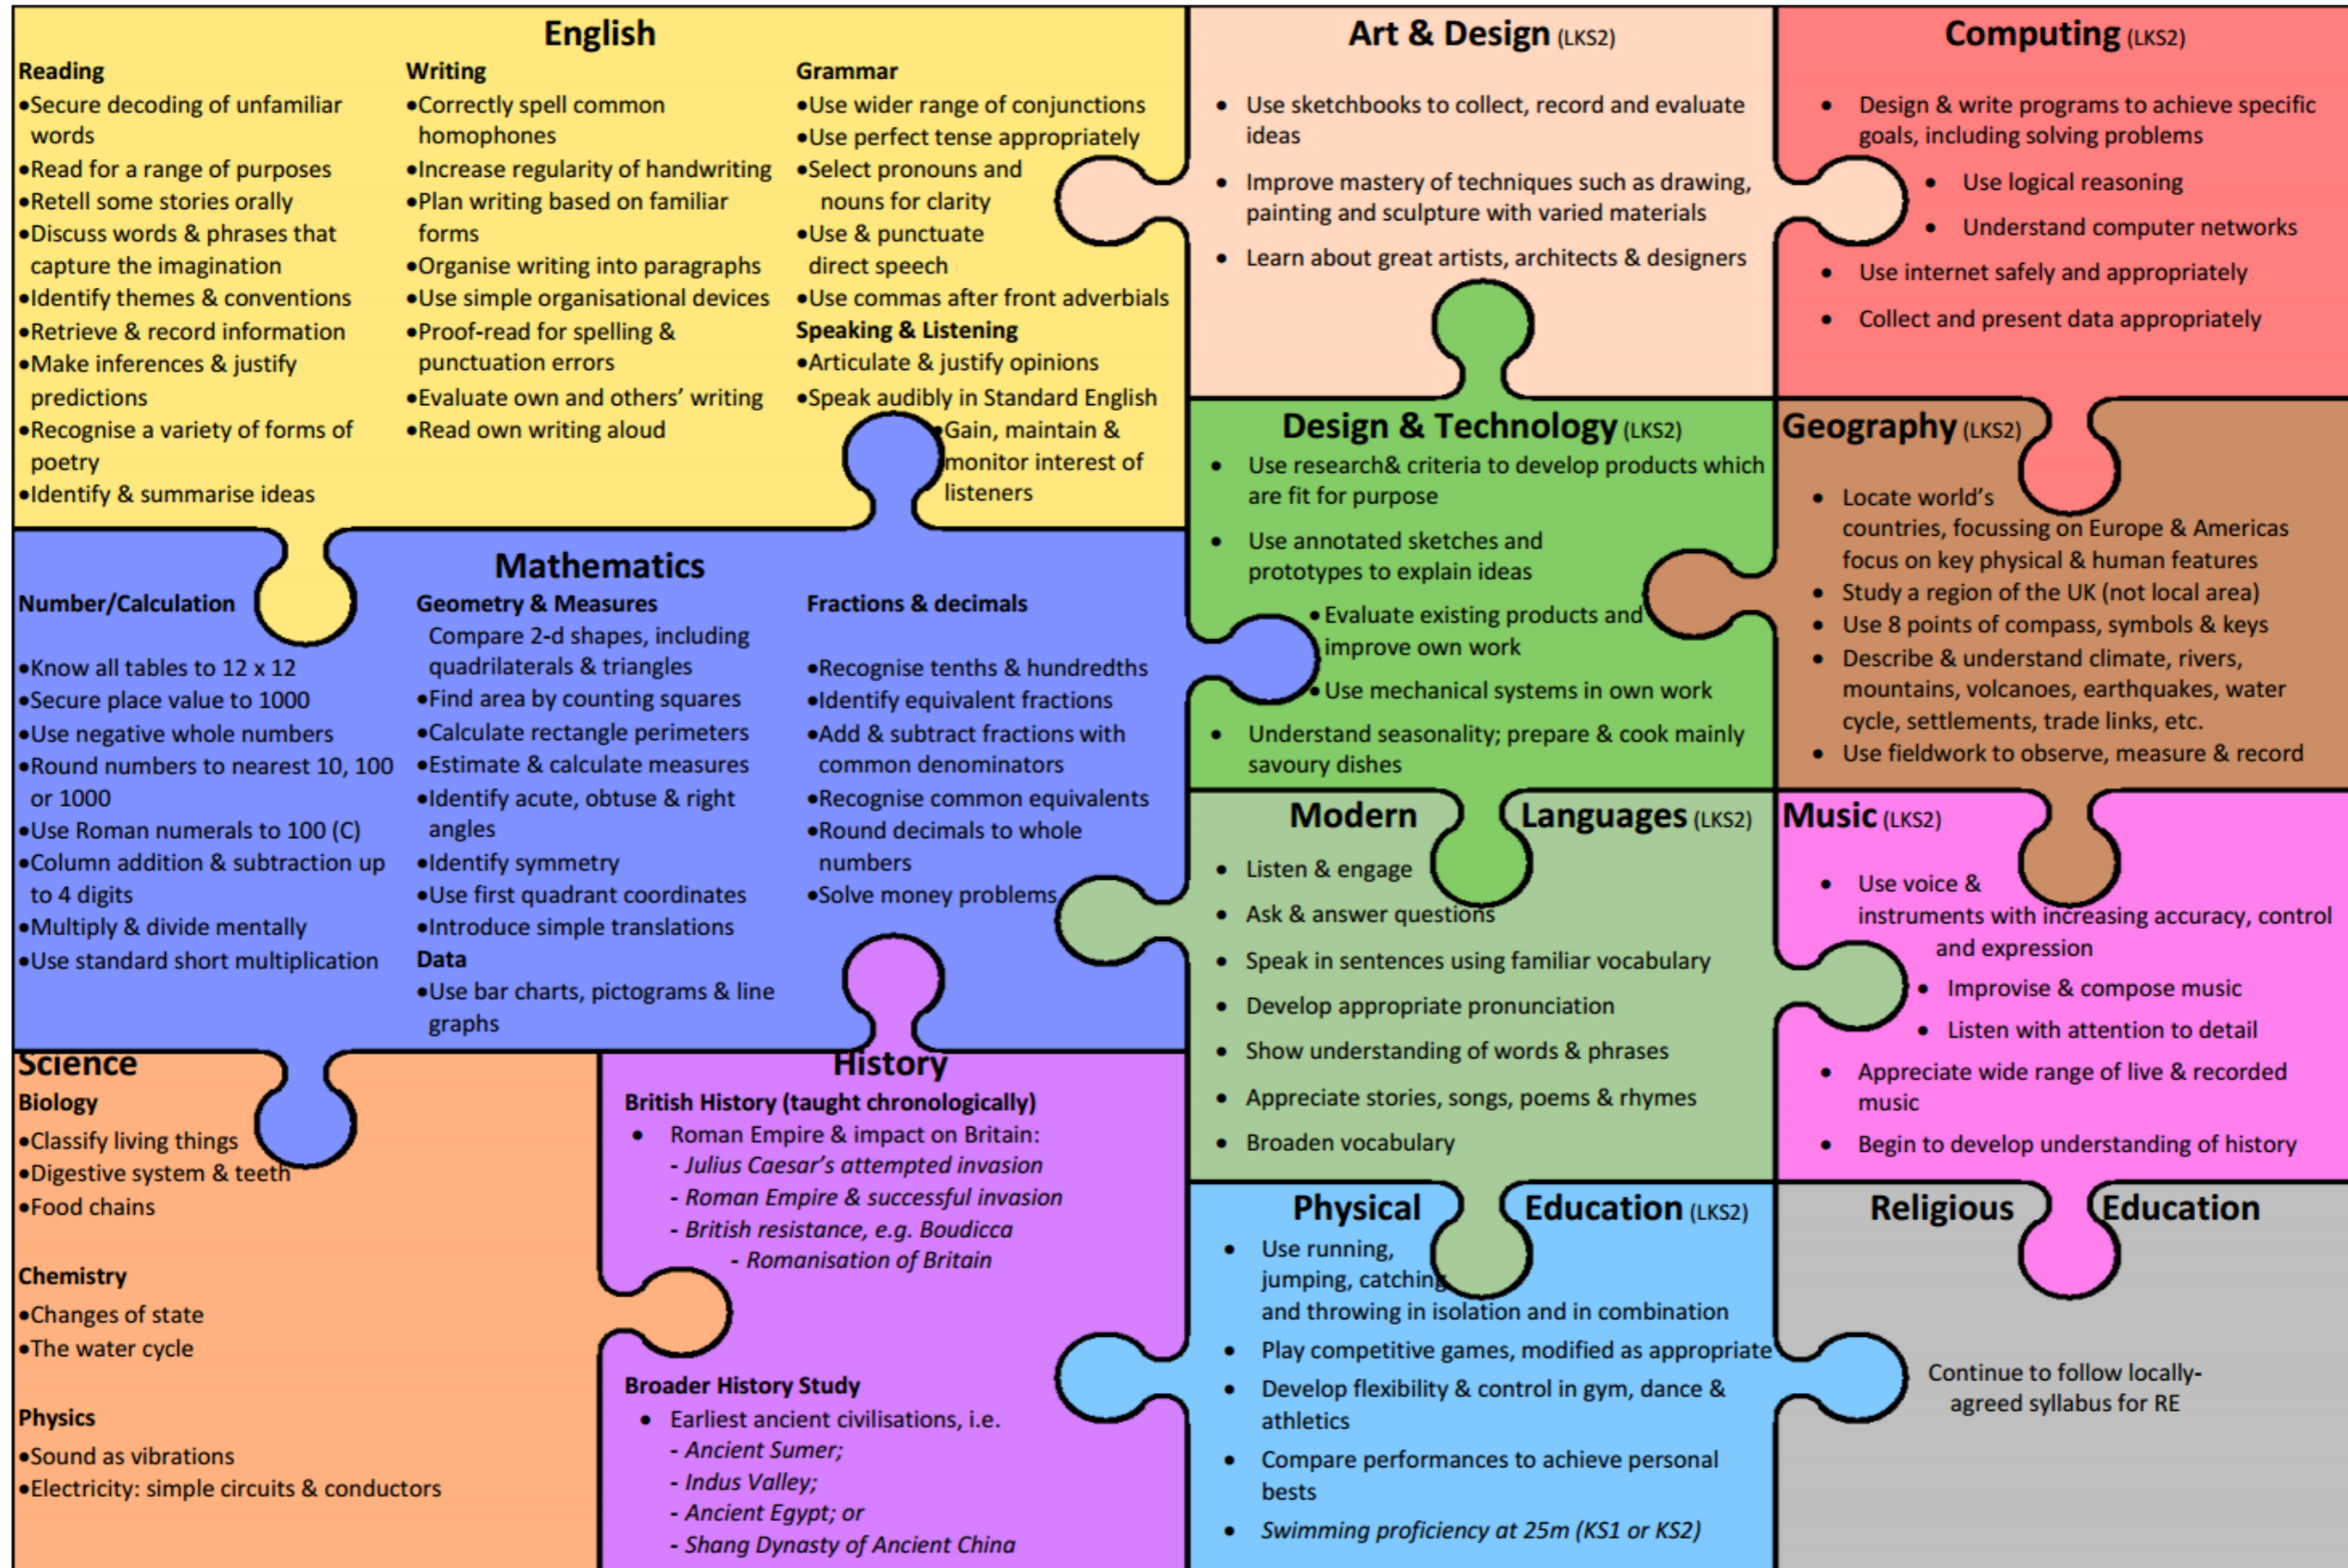 English
Reading
•Secure decoding of unfamiliar
words
•Read for a range of purposes
•Retell some stories orally
•Discuss words & phrases that
capture the imagination
•Identify themes & conventions
•Retrieve & record information
•Make inferences & justify
predictions
•Recognise a variety of forms of
poetry
•Identify & summarise ideas
Writing
•Correctly spell common
homophones
•Increase regularity of handwriting
•Plan writing based on familiar
forms
•Organise writing into paragraphs
•Use simple organisational devices
•Proof-read for spelling &
punctuation errors
•Evaluate own and others’ writing
•Read own writing aloud
Grammar
•Use wider range of conjunctions
•Use perfect tense appropriately
•Select pronouns and
nouns for clarity
•Use & punctuate
direct speech
•Use commas after front adverbials
Speaking & Listening
•Articulate & justify opinions
•Speak audibly in Standard English
•Gain, maintain &
monitor interest of
listeners
Art & Design (LKS2)
• Use sketchbooks to collect, record and evaluate
ideas
• Improve mastery of techniques such as drawing,
painting and sculpture with varied materials
• Learn about great artists, architects & designers
Computing (LKS2)
• Design & write programs to achieve specific
goals, including solving problems
• Use logical reasoning
• Understand computer networks
• Use internet safely and appropriately
• Collect and present data appropriately
Mathematics
Number/Calculation
•Know all tables to 12 x 12
•Secure place value to 1000
•Use negative whole numbers
•Round numbers to nearest 10, 100
or 1000
•Use Roman numerals to 100 (C)
•Column addition & subtraction up
to 4 digits
•Multiply & divide mentally
•Use standard short multiplication
Geometry & Measures
Compare 2-d shapes, including
quadrilaterals & triangles
•Find area by counting squares
•Calculate rectangle perimeters
•Estimate & calculate measures
•Identify acute, obtuse & right
angles
•Identify symmetry
•Use first quadrant coordinates
•Introduce simple translations
Data
•Use bar charts, pictograms & line
graphs
Fractions & decimals
•Recognise tenths & hundredths
•Identify equivalent fractions
•Add & subtract fractions with
common denominators
•Recognise common equivalents
•Round decimals to whole
numbers
•Solve money problems
Design & Technology (LKS2)
• Use research& criteria to develop products which
are fit for purpose
• Use annotated sketches and
prototypes to explain ideas
•Evaluate existing products and
improve own work
•Use mechanical systems in own work
• Understand seasonality; prepare & cook mainly
savoury dishes
Geography (LKS2)
• Locate world’s
countries, focussing on Europe & Americas
focus on key physical & human features
• Study a region of the UK (not local area)
• Use 8 points of compass, symbols & keys
• Describe & understand climate, rivers,
mountains, volcanoes, earthquakes, water
cycle, settlements, trade links, etc.
• Use fieldwork to observe, measure & record
Modern Languages (LKS2)
• Listen & engage
• Ask & answer questions
• Speak in sentences using familiar vocabulary
• Develop appropriate pronunciation
• Show understanding of words & phrases
• Appreciate stories, songs, poems & rhymes
• Broaden vocabulary
Music (LKS2)
• Use voice &
instruments with increasing accuracy, control
and expression
• Improvise & compose music
• Listen with attention to detail
• Appreciate wide range of live & recorded
music
• Begin to develop understanding of history
Science
Biology
•Classify living things
•Digestive system & teeth
•Food chains
Chemistry
•Changes of state
•The water cycle
Physics
•Sound as vibrations
•Electricity: simple circuits & conductors
History
British History (taught chronologically)
• Roman Empire & impact on Britain:
- Julius Caesar’s attempted invasion
- Roman Empire & successful invasion
- British resistance, e.g. Boudicca
- Romanisation of Britain
Broader History Study
• Earliest ancient civilisations, i.e.
- Ancient Sumer;
- Indus Valley;
- Ancient Egypt; or
- Shang Dynasty of Ancient China
Physical Education (LKS2)
• Use running,
jumping, catching
and throwing in isolation and in combination
• Play competitive games, modified as appropriate
• Develop flexibility & control in gym, dance &
athletics
• Compare performances to achieve personal
bests
• Swimming proficiency at 25m (KS1 or KS2)
Religious Education
Continue to follow locally-
agreed syllabus for RE